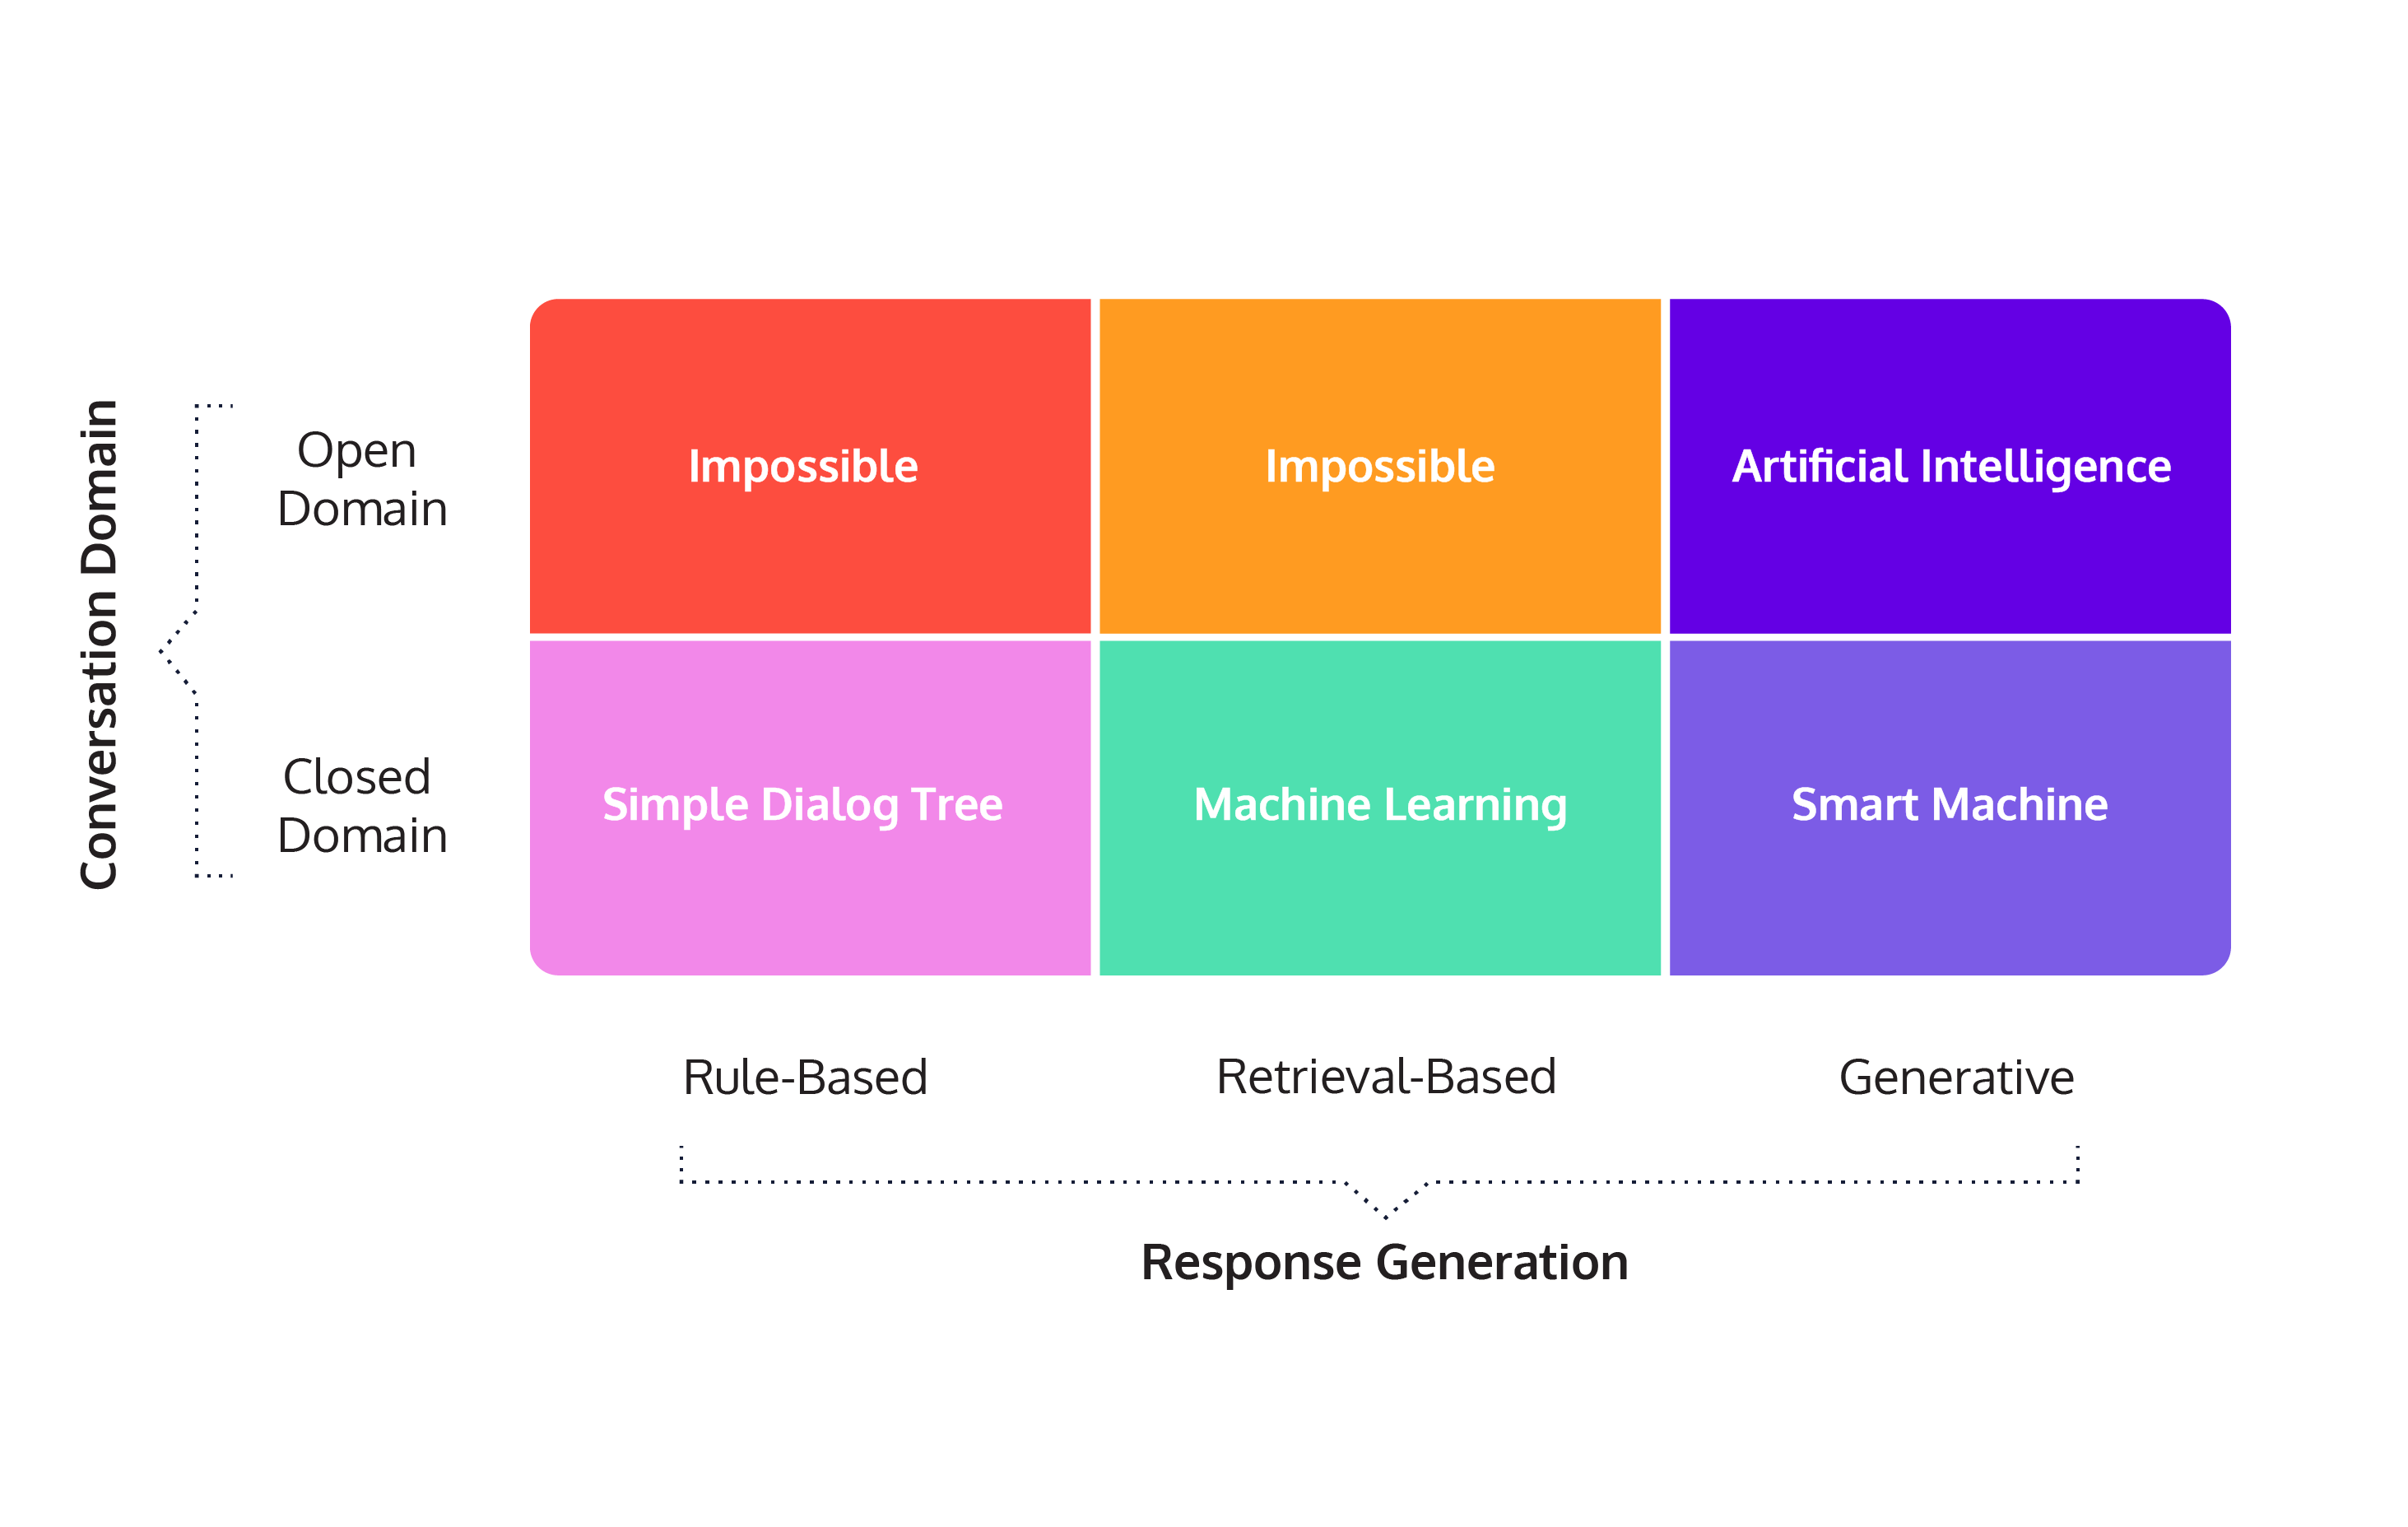 Conversation Domain
Open
Domain
Impossible
Impossible
Artificial Intelligence
Closed
Domain
Simple Dialog Tree
Machine Learning
Smart Machine
Rule-Based
Retrieval-Based
Generative
Response Generation